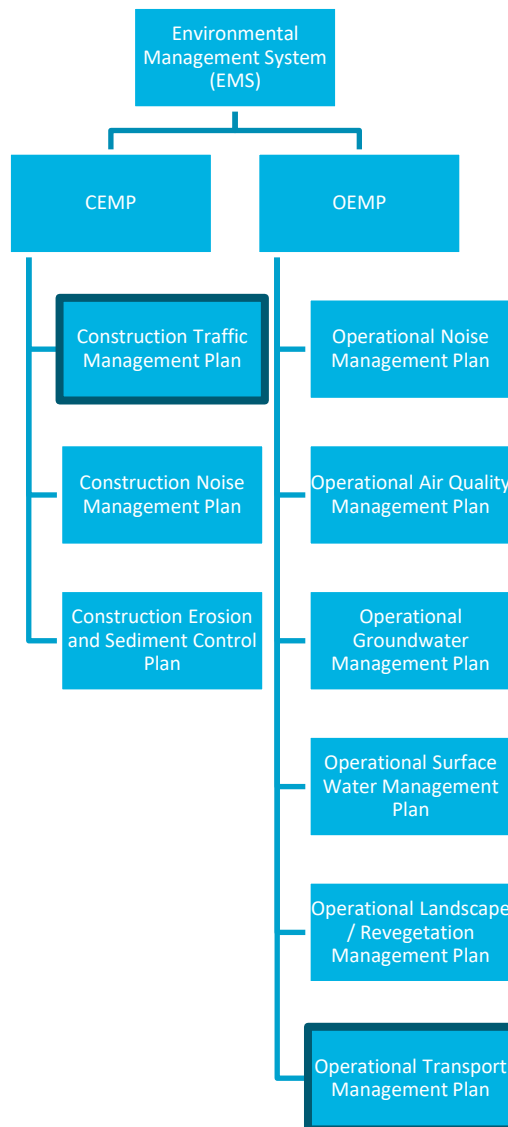 Environmental
Management System
(EMS)
CEMP
OEMP
Construction Traffic
Management Plan
Operational Noise
Management Plan
Construction Noise
Management Plan
Operational Air Quality
Management Plan
Construction Erosion
and Sediment Control
Plan
Operational
Groundwater
Management Plan
Operational Surface
Water Management
Plan
Operational Landscape
/ Revegetation
Management Plan
Operational Transport
Management Plan